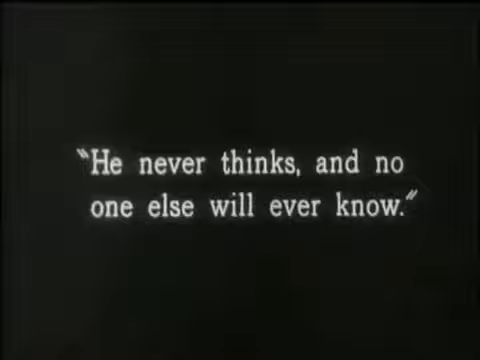 "He never thinks, and no
one else will ever know."